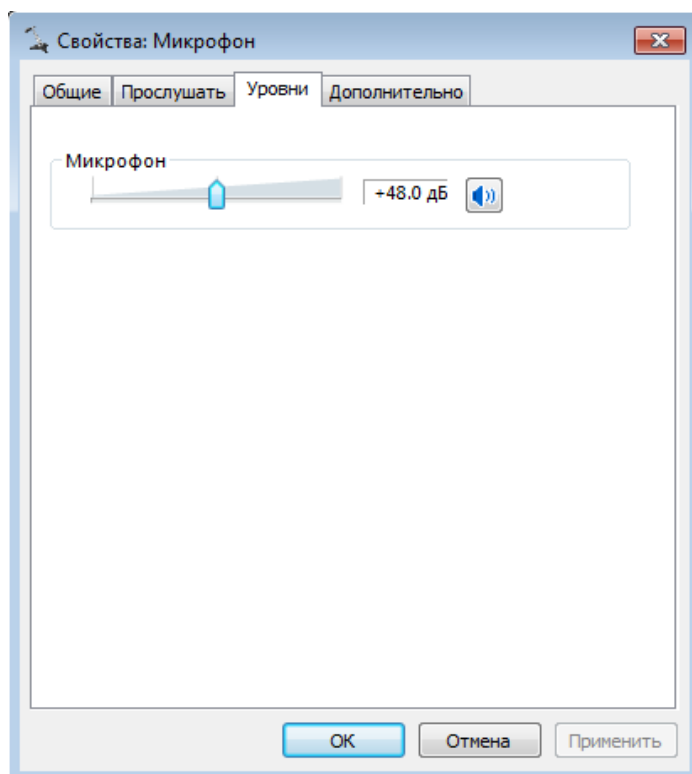 Свойства: Микрофон
Общие Прослушать Уровни Дополнительно
Микрофон
+48.0 дБ
ОК Отмена Применить